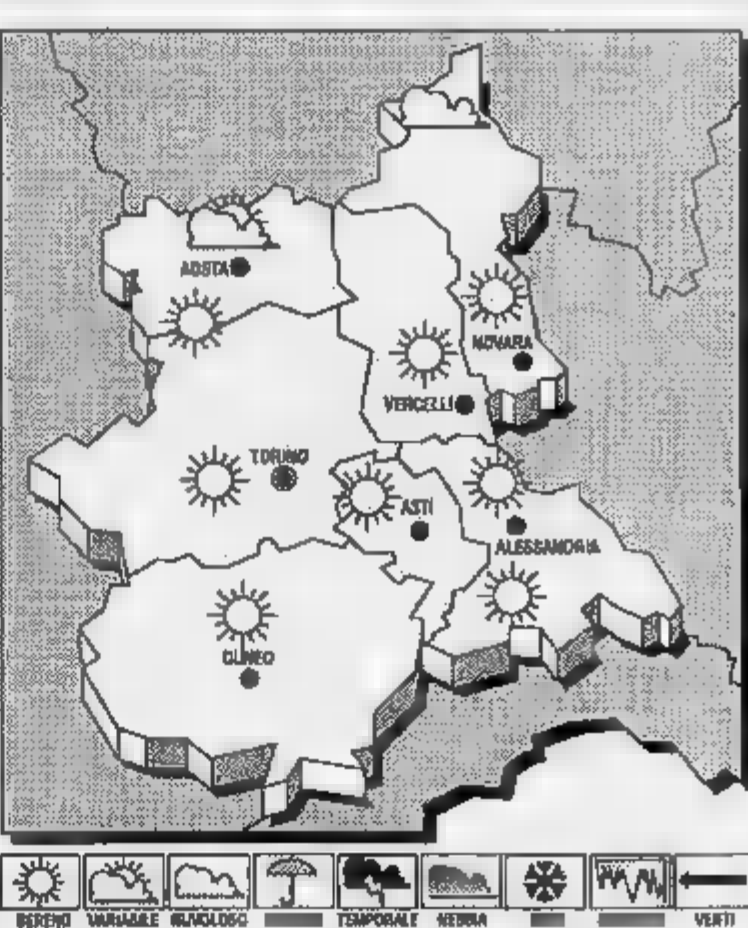 AOSTA
NOVARA
VERCELLI
TORINO
ASTI
ALESSANDRIA
CUNEO
SERENO VARIABILE NUVOLOSO TEMPORALE NEBBIA VENTI